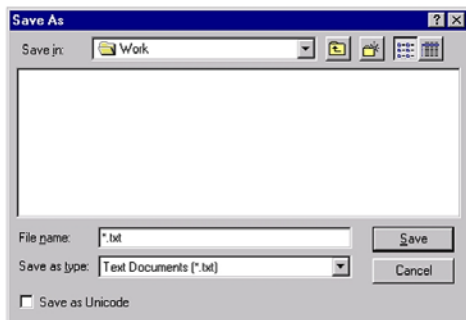 Save As
Save in: Work
File name: *.txt Save
Save as type: Text Documents (*.txt) Cancel
Save as Unicode